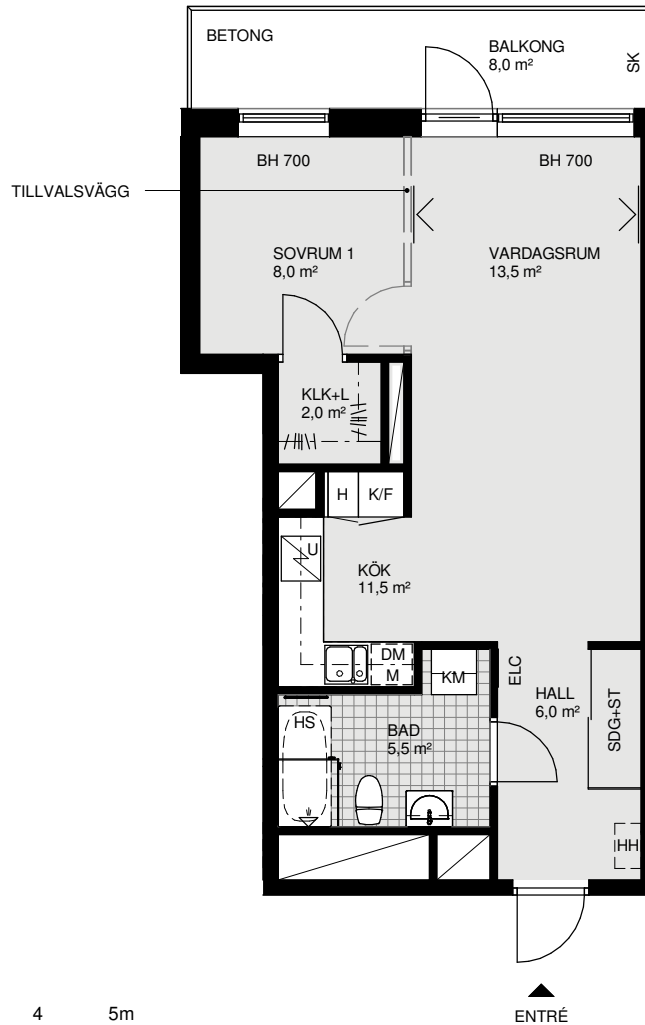 BETONG
BALKONG
8,0 m²
SK
BH 700
BH 700
TILLVALSVÄGG
SOVRUM 1
8,0 m²
VARDAGSRUM
13,5 m²
KLK+L
2,0 m²
H
K/F
U
KÖK
11,5 m²
DM
M
KM
ELC
HALL
6,0 m²
SDG+ST
HS
BAD
5,5 m²
HH
4
5m
ENTRÉ